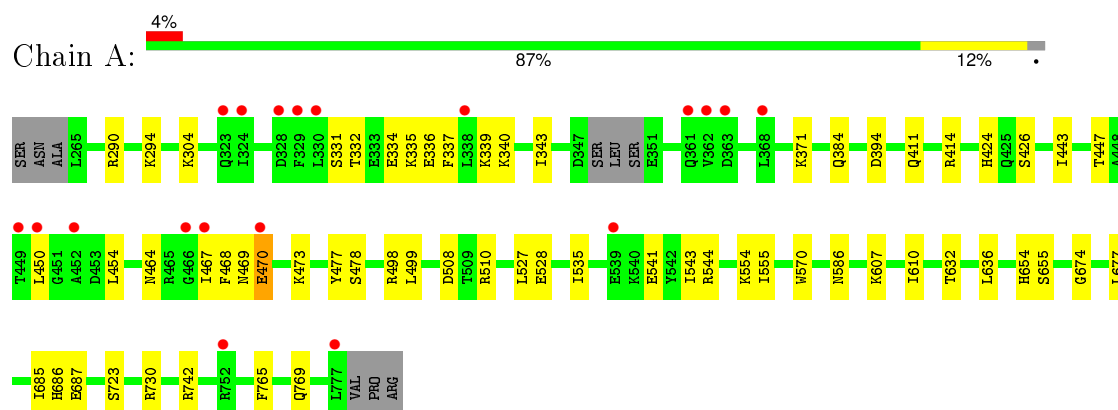 4%
Chain A:
87% 12% •
SER ASN ALA L265 R290 K294 K304 Q323 I324 D328 F329 L330 S331 T332 E333 E334 K335 E336 F337 L338 K339 K340 I343 D347 SER LEU SER E351 Q361 V362 D363 L368 K371 Q384 D394 Q411 R414 H424 Q425 S426 I443 T447 A448
T449 L450 G451 A452 D453 L454 N464 R465 G466 I467 F468 N469 E470 K473 Y477 S478 R498 L499 D508 T509 R510 L527 E528 I535 E539 K540 E541 Y542 I543 R544 K554 I555 W570 N586 K607 I610 T632 L636 H654 S655 G674 L677
I685 H686 E687 S723 R730 R742 R752 F765 Q769 L777 VAL PRO ARG